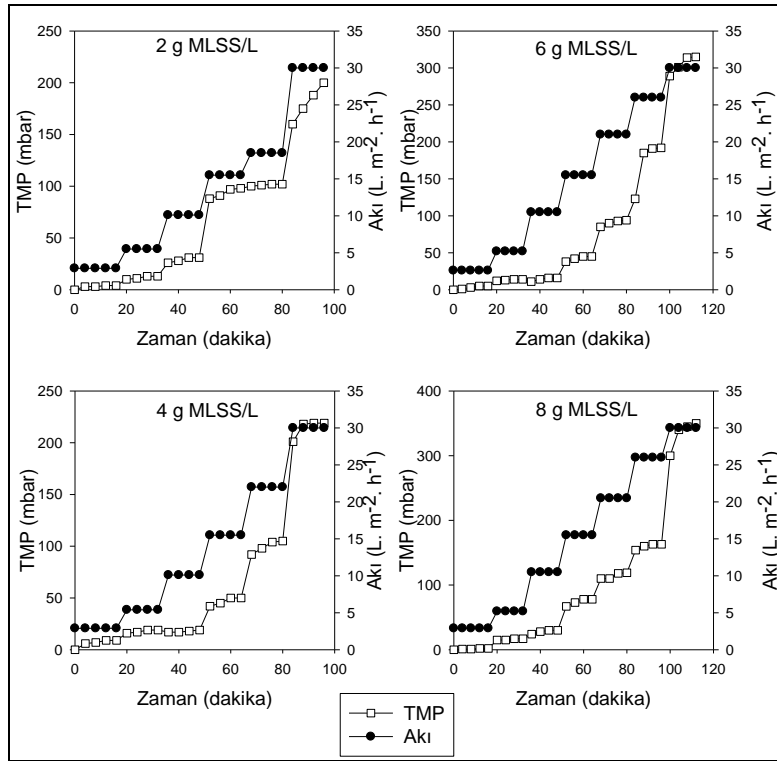 2 g MLSS/L
250
200
150
100
50
0
TMP (mbar)
35
30
25
20
15
10
5
0
Akı (L. m-2. h-1)
0 20 40 60 80 100
Zaman (dakika)
6 g MLSS/L
350
300
250
200
150
100
50
0
TMP (mbar)
35
30
25
20
15
10
5
0
Akı (L. m-2. h-1)
0 20 40 60 80 100 120
Zaman (dakika)
4 g MLSS/L
250
200
150
100
50
0
TMP (mbar)
35
30
25
20
15
10
5
0
Akı (L. m-2. h-1)
0 20 40 60 80 100
Zaman (dakika)
8 g MLSS/L
400
300
200
100
0
TMP (mbar)
35
30
25
20
15
10
5
0
Akı (L. m-2. h-1)
0 20 40 60 80 100 120
Zaman (dakika)
TMP
Akı